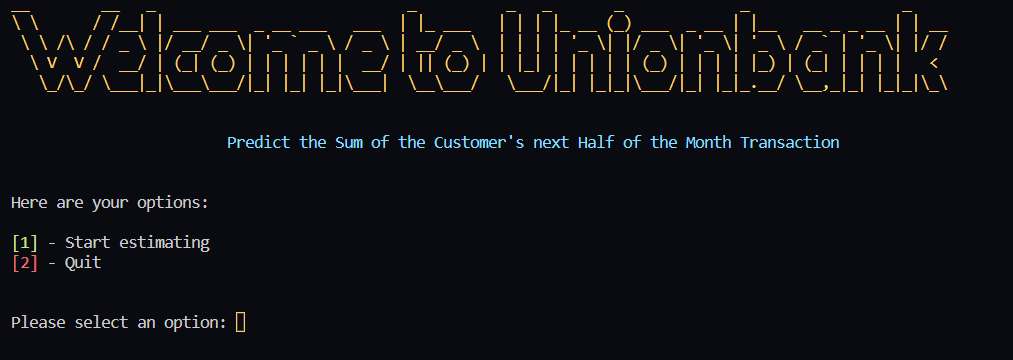 Welcome to Unionbank
Predict the Sum of the Customer's next Half of the Month Transaction
Here are your options:
[1] - Start estimating
[2] - Quit
Please select an option: